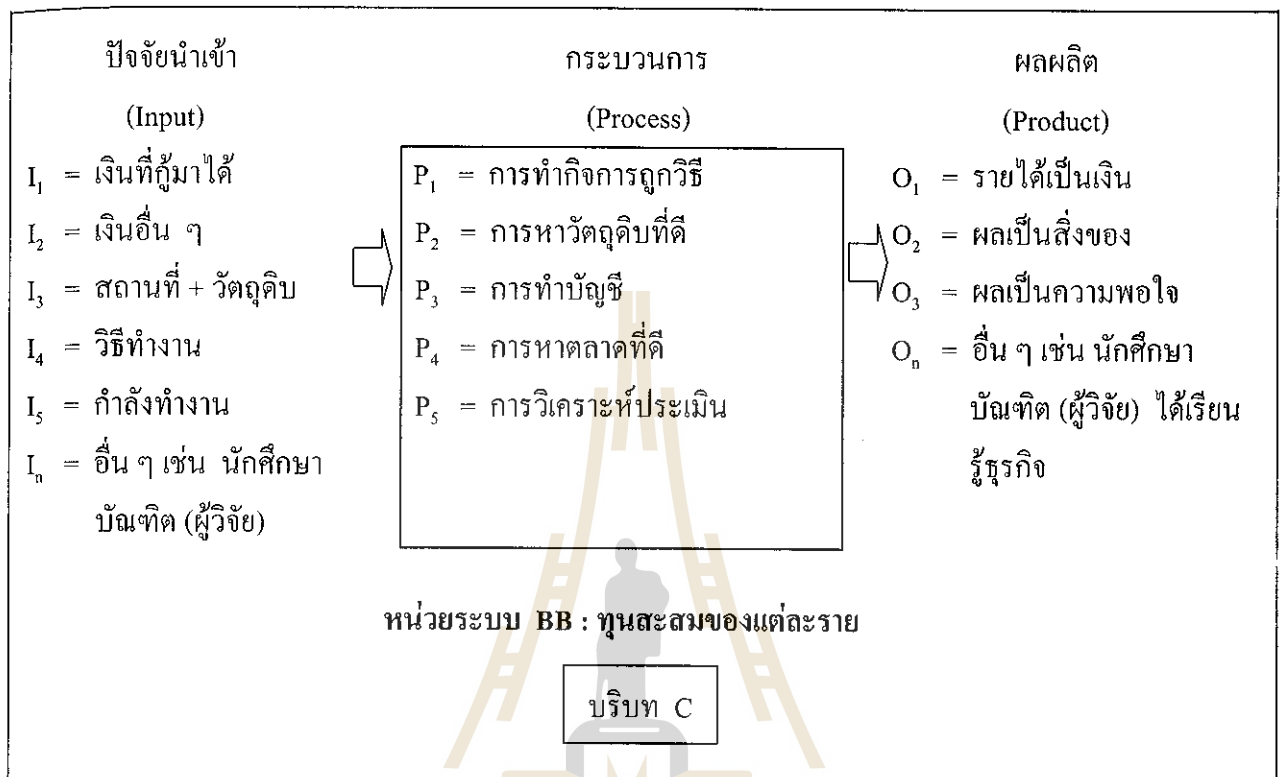 ปัจจัยนำเข้า
(Input)
I₁ = เงินที่กู้มาได้
I₂ = เงินอื่น ๆ
I₃ = สถานที่ + วัตถุดิบ
I₄ = วิธีทำงาน
I₅ = กำลังทำงาน
Iₙ = อื่น ๆ เช่น นักศึกษา
บัณฑิต (ผู้วิจัย)
กระบวนการ
(Process)
P₁ = การทำกิจการถูกวิธี
P₂ = การหาวัตถุดิบที่ดี
P₃ = การทำบัญชี
P₄ = การหาตลาดที่ดี
P₅ = การวิเคราะห์ประเมิน
ผลผลิต
(Product)
O₁ = รายได้เป็นเงิน
O₂ = ผลเป็นสิ่งของ
O₃ = ผลเป็นความพอใจ
Oₙ = อื่น ๆ เช่น นักศึกษา
บัณฑิต (ผู้วิจัย) ได้เรียน
รู้ธุรกิจ
หน่วยระบบ BB : ทุนสะสมของแต่ละราย
บริบท C